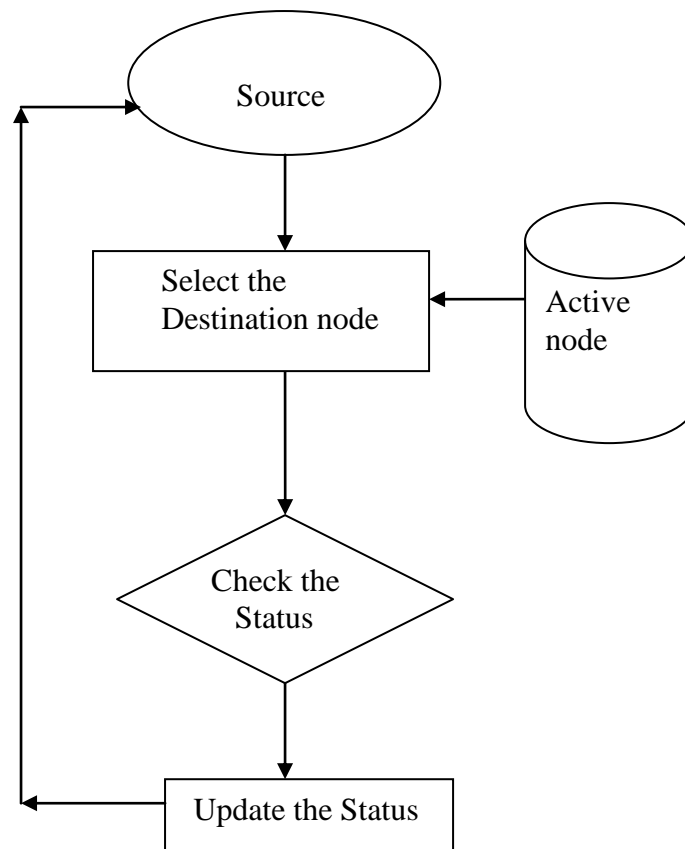 Source
Select the
Destination node
Active
node
Check the
Status
Update the Status